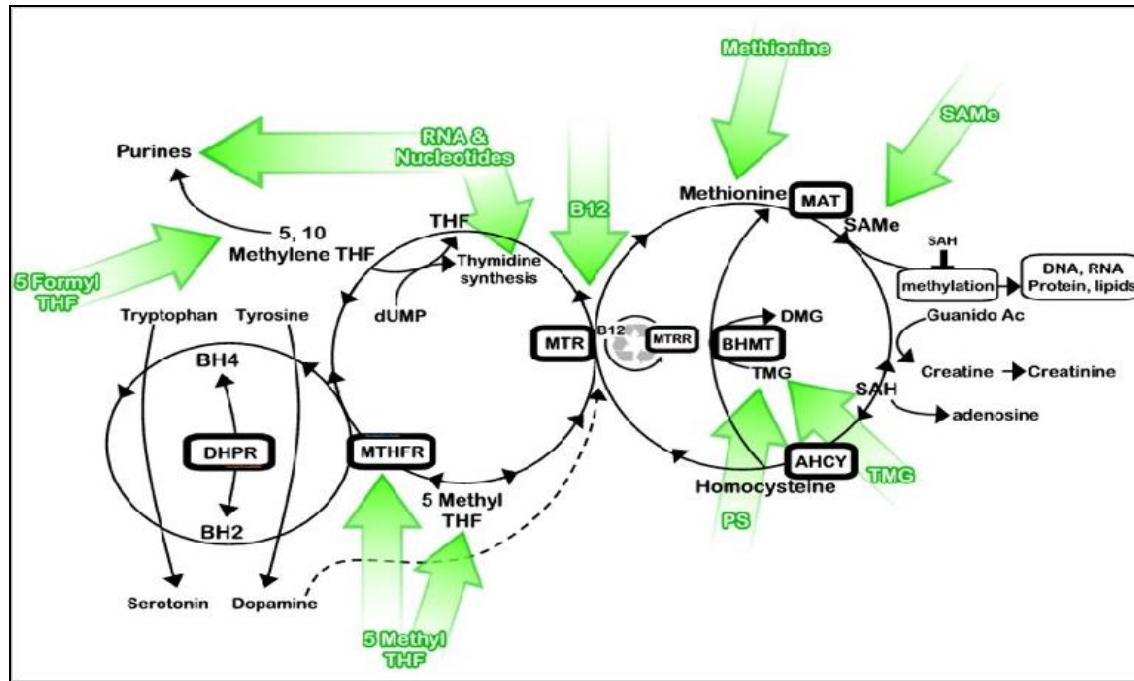 Methionine
SAMe
RNA &
Nucleotides
Purines
B12
Methionine
MAT
SAMe
THF
5, 10
Methylene THF
Thymidine
synthesis
SAH
methylation
DNA, RNA
Protein, lipids
5 Formyl
THF
dUMP
Guanido Ac
Tryptophan
Tyrosine
MTR
B12
MTRR
DMG
BHMT
TMG
BH4
Creatine
Creatinine
SAH
adenosine
DHPR
MTHFR
AHCY
Homocysteine
TMG
5 Methyl
THF
PS
BH2
Serotonin
Dopamine
5 Methyl
THF